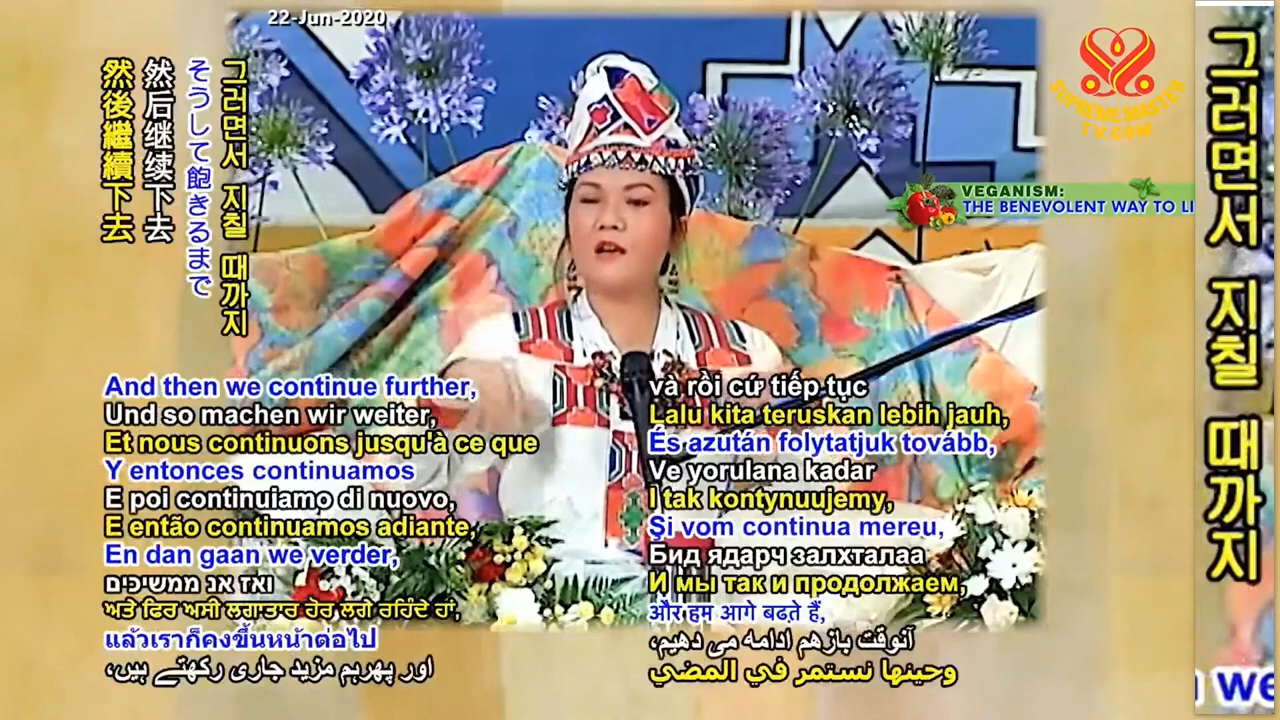 22-Jun-2020
SUPREME MASTER
TV.COM
VEGANISM:
THE BENEVOLENT WAY TO LI
그러면서 지칠 때까지
そうして飽きるまで
然后继续下去
然後繼續下去
And then we continue further,
Und so machen wir weiter,
Et nous continuons jusqu'à ce que
Y entonces continuamos
E poi continuiamo di nuovo,
E então continuamos adiante,
En dan gaan we verder,
ואז אנו ממשיכים
ਅਤੇ ਫਿਰ ਅਸੀ ਲਗਾਤਾਰ ਹੋਰ ਲਗੇ ਰਹਿੰਦੇ ਹਾਂ,
แล้วเราก็คงขึ้นหน้าต่อไป
اور پھرہم مزید جاری رکھتے ہیں،
và rồi cứ tiếp tục
Lalu kita teruskan lebih jauh,
És azután folytatjuk tovább,
Ve yorulana kadar
I tak kontynuujemy,
Şi vom continua mereu,
Бид ядарч залхталаа
И мы так и продолжаем,
और हम आगे बढ़ते हैं,
آنوقت بازهم ادامه می دهیم،
وحينها نستمر في المضي
그러면서 지칠 때까지
we